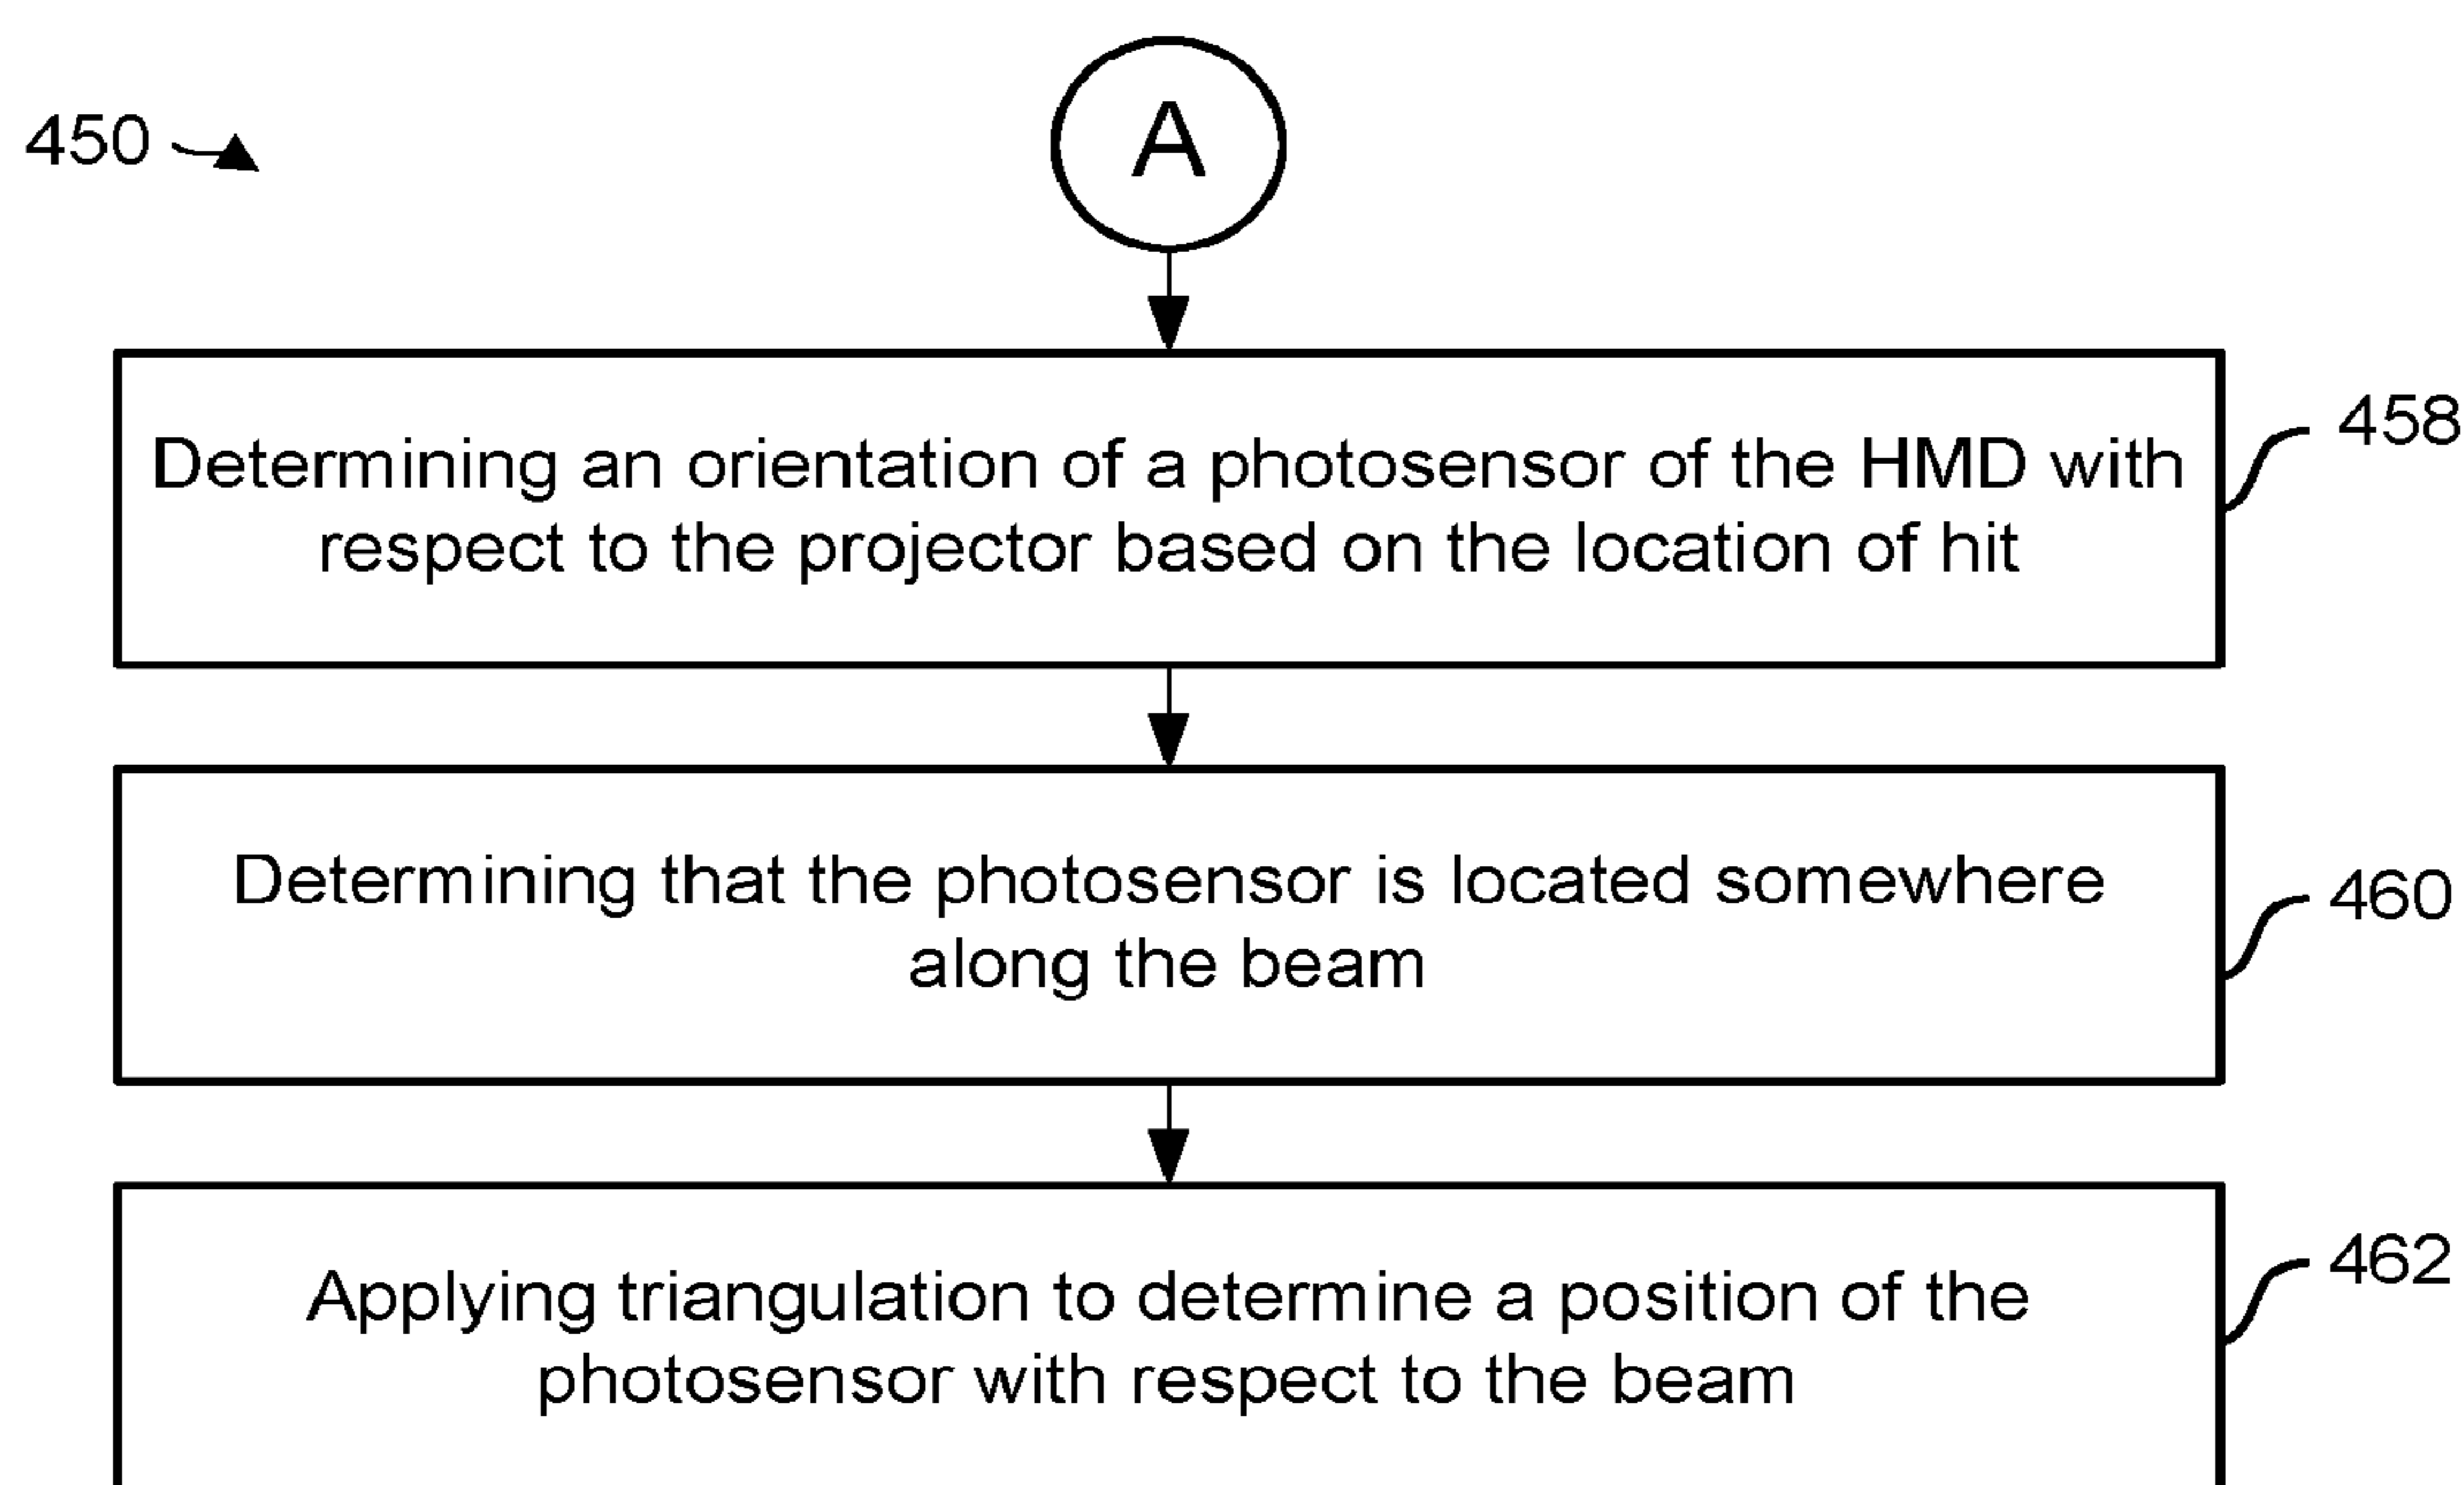 450
A
Determining an orientation of a photosensor of the HMD with
respect to the projector based on the location of hit
458
Determining that the photosensor is located somewhere
along the beam
460
Applying triangulation to determine a position of the
photosensor with respect to the beam
462